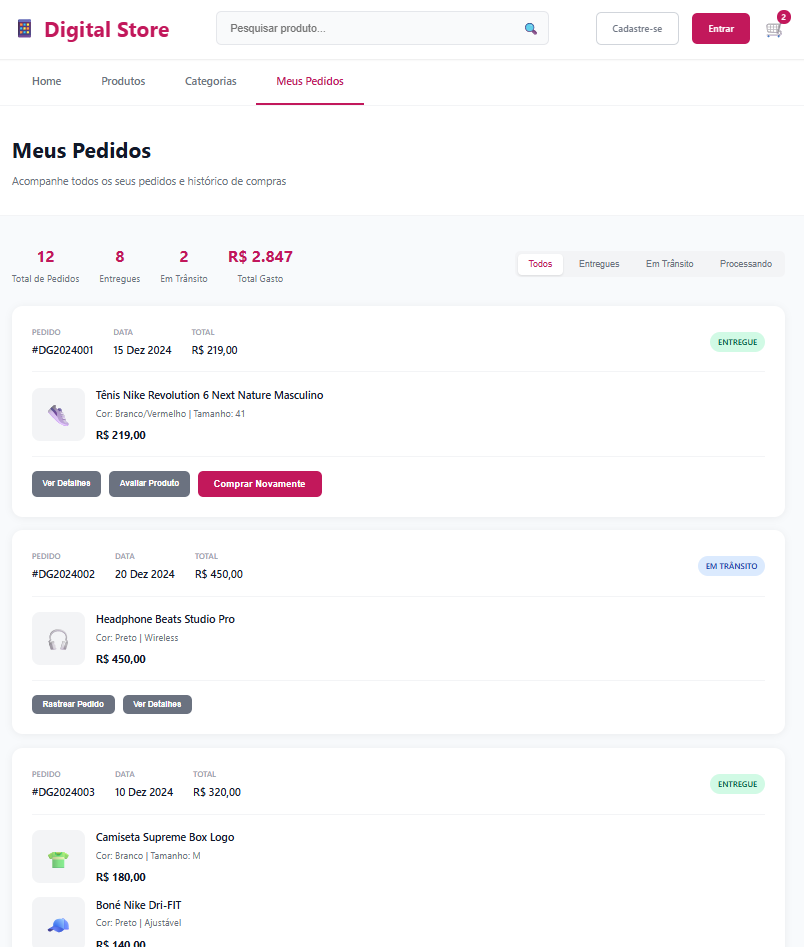 Digital Store
Pesquisar produto...
Cadastre-se
Entrar
2
Home Produtos Categorias Meus Pedidos
Meus Pedidos
Acompanhe todos os seus pedidos e histórico de compras
12 8 2 R$ 2.847
Total de Pedidos Entregues Em Trânsito Total Gasto
Todos Entregues Em Trânsito Processando
PEDIDO DATA TOTAL
#DG2024001 15 Dez 2024 R$ 219,00
ENTREGUE
Tênis Nike Revolution 6 Next Nature Masculino
Cor: Branco/Vermelho | Tamanho: 41
R$ 219,00
Ver Detalhes Avaliar Produto Comprar Novamente
PEDIDO DATA TOTAL
#DG2024002 20 Dez 2024 R$ 450,00
EM TRÂNSITO
Headphone Beats Studio Pro
Cor: Preto | Wireless
R$ 450,00
Rastrear Pedido Ver Detalhes
PEDIDO DATA TOTAL
#DG2024003 10 Dez 2024 R$ 320,00
ENTREGUE
Camiseta Supreme Box Logo
Cor: Branco | Tamanho: M
R$ 180,00
Boné Nike Dri-FIT
Cor: Preto | Ajustável
R$ 140,00